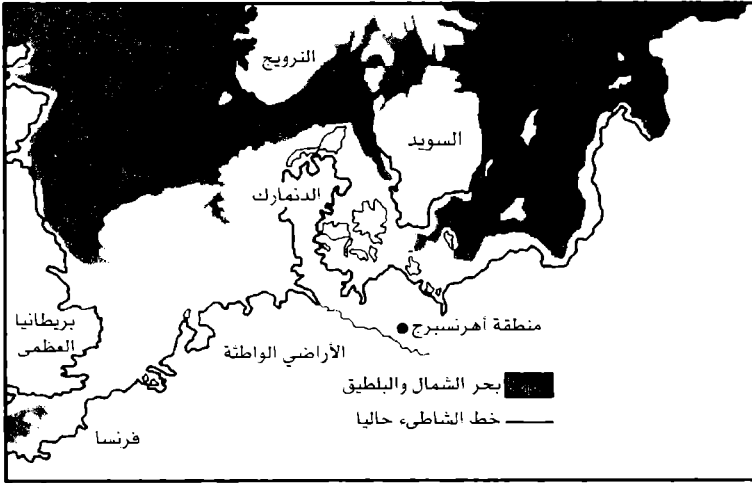 النرويج
السويد
الدنمارك
بريطانيا
العظمى
منطقة أهرنسبرج
الأراضي الواطئة
فرنسا
بحر الشمال والبلطيق
خط الشاطىء حاليا